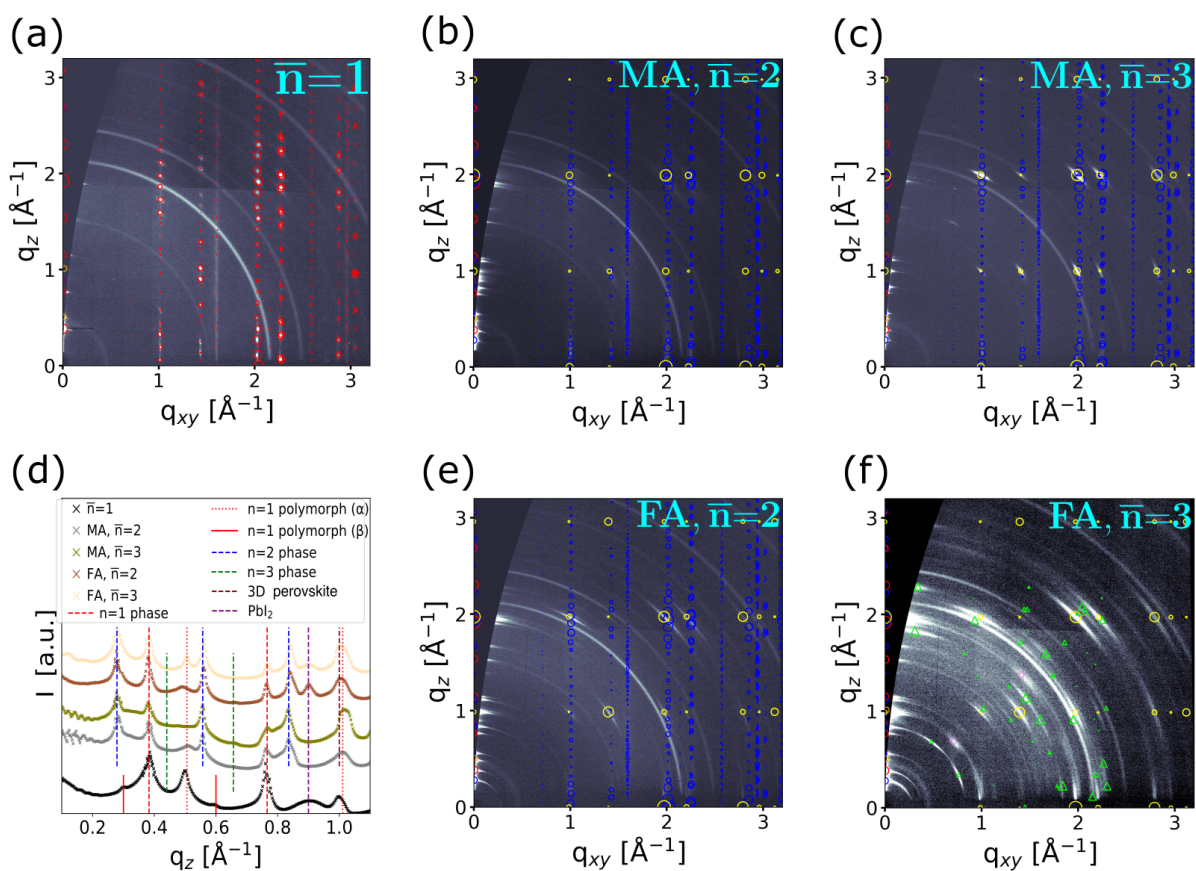 (a)
n̅=1
3
2
1
0
0
1
2
3
q_z [Å⁻¹]
q_xy [Å⁻¹]
(b)
MA, n̅=2
3
2
1
0
0
1
2
3
q_z [Å⁻¹]
q_xy [Å⁻¹]
(c)
MA, n̅=3
3
2
1
0
0
1
2
3
q_z [Å⁻¹]
q_xy [Å⁻¹]
(d)
n̅=1
MA, n̅=2
MA, n̅=3
FA, n̅=2
FA, n̅=3
n=1 phase
n=1 polymorph (α)
n=1 polymorph (β)
n=2 phase
n=3 phase
3D perovskite
PbI₂
I [a.u.]
0.2
0.4
0.6
0.8
1.0
q_z [Å⁻¹]
(e)
FA, n̅=2
3
2
1
0
0
1
2
3
q_z [Å⁻¹]
q_xy [Å⁻¹]
(f)
FA, n̅=3
3
2
1
0
0
1
2
3
q_z [Å⁻¹]
q_xy [Å⁻¹]